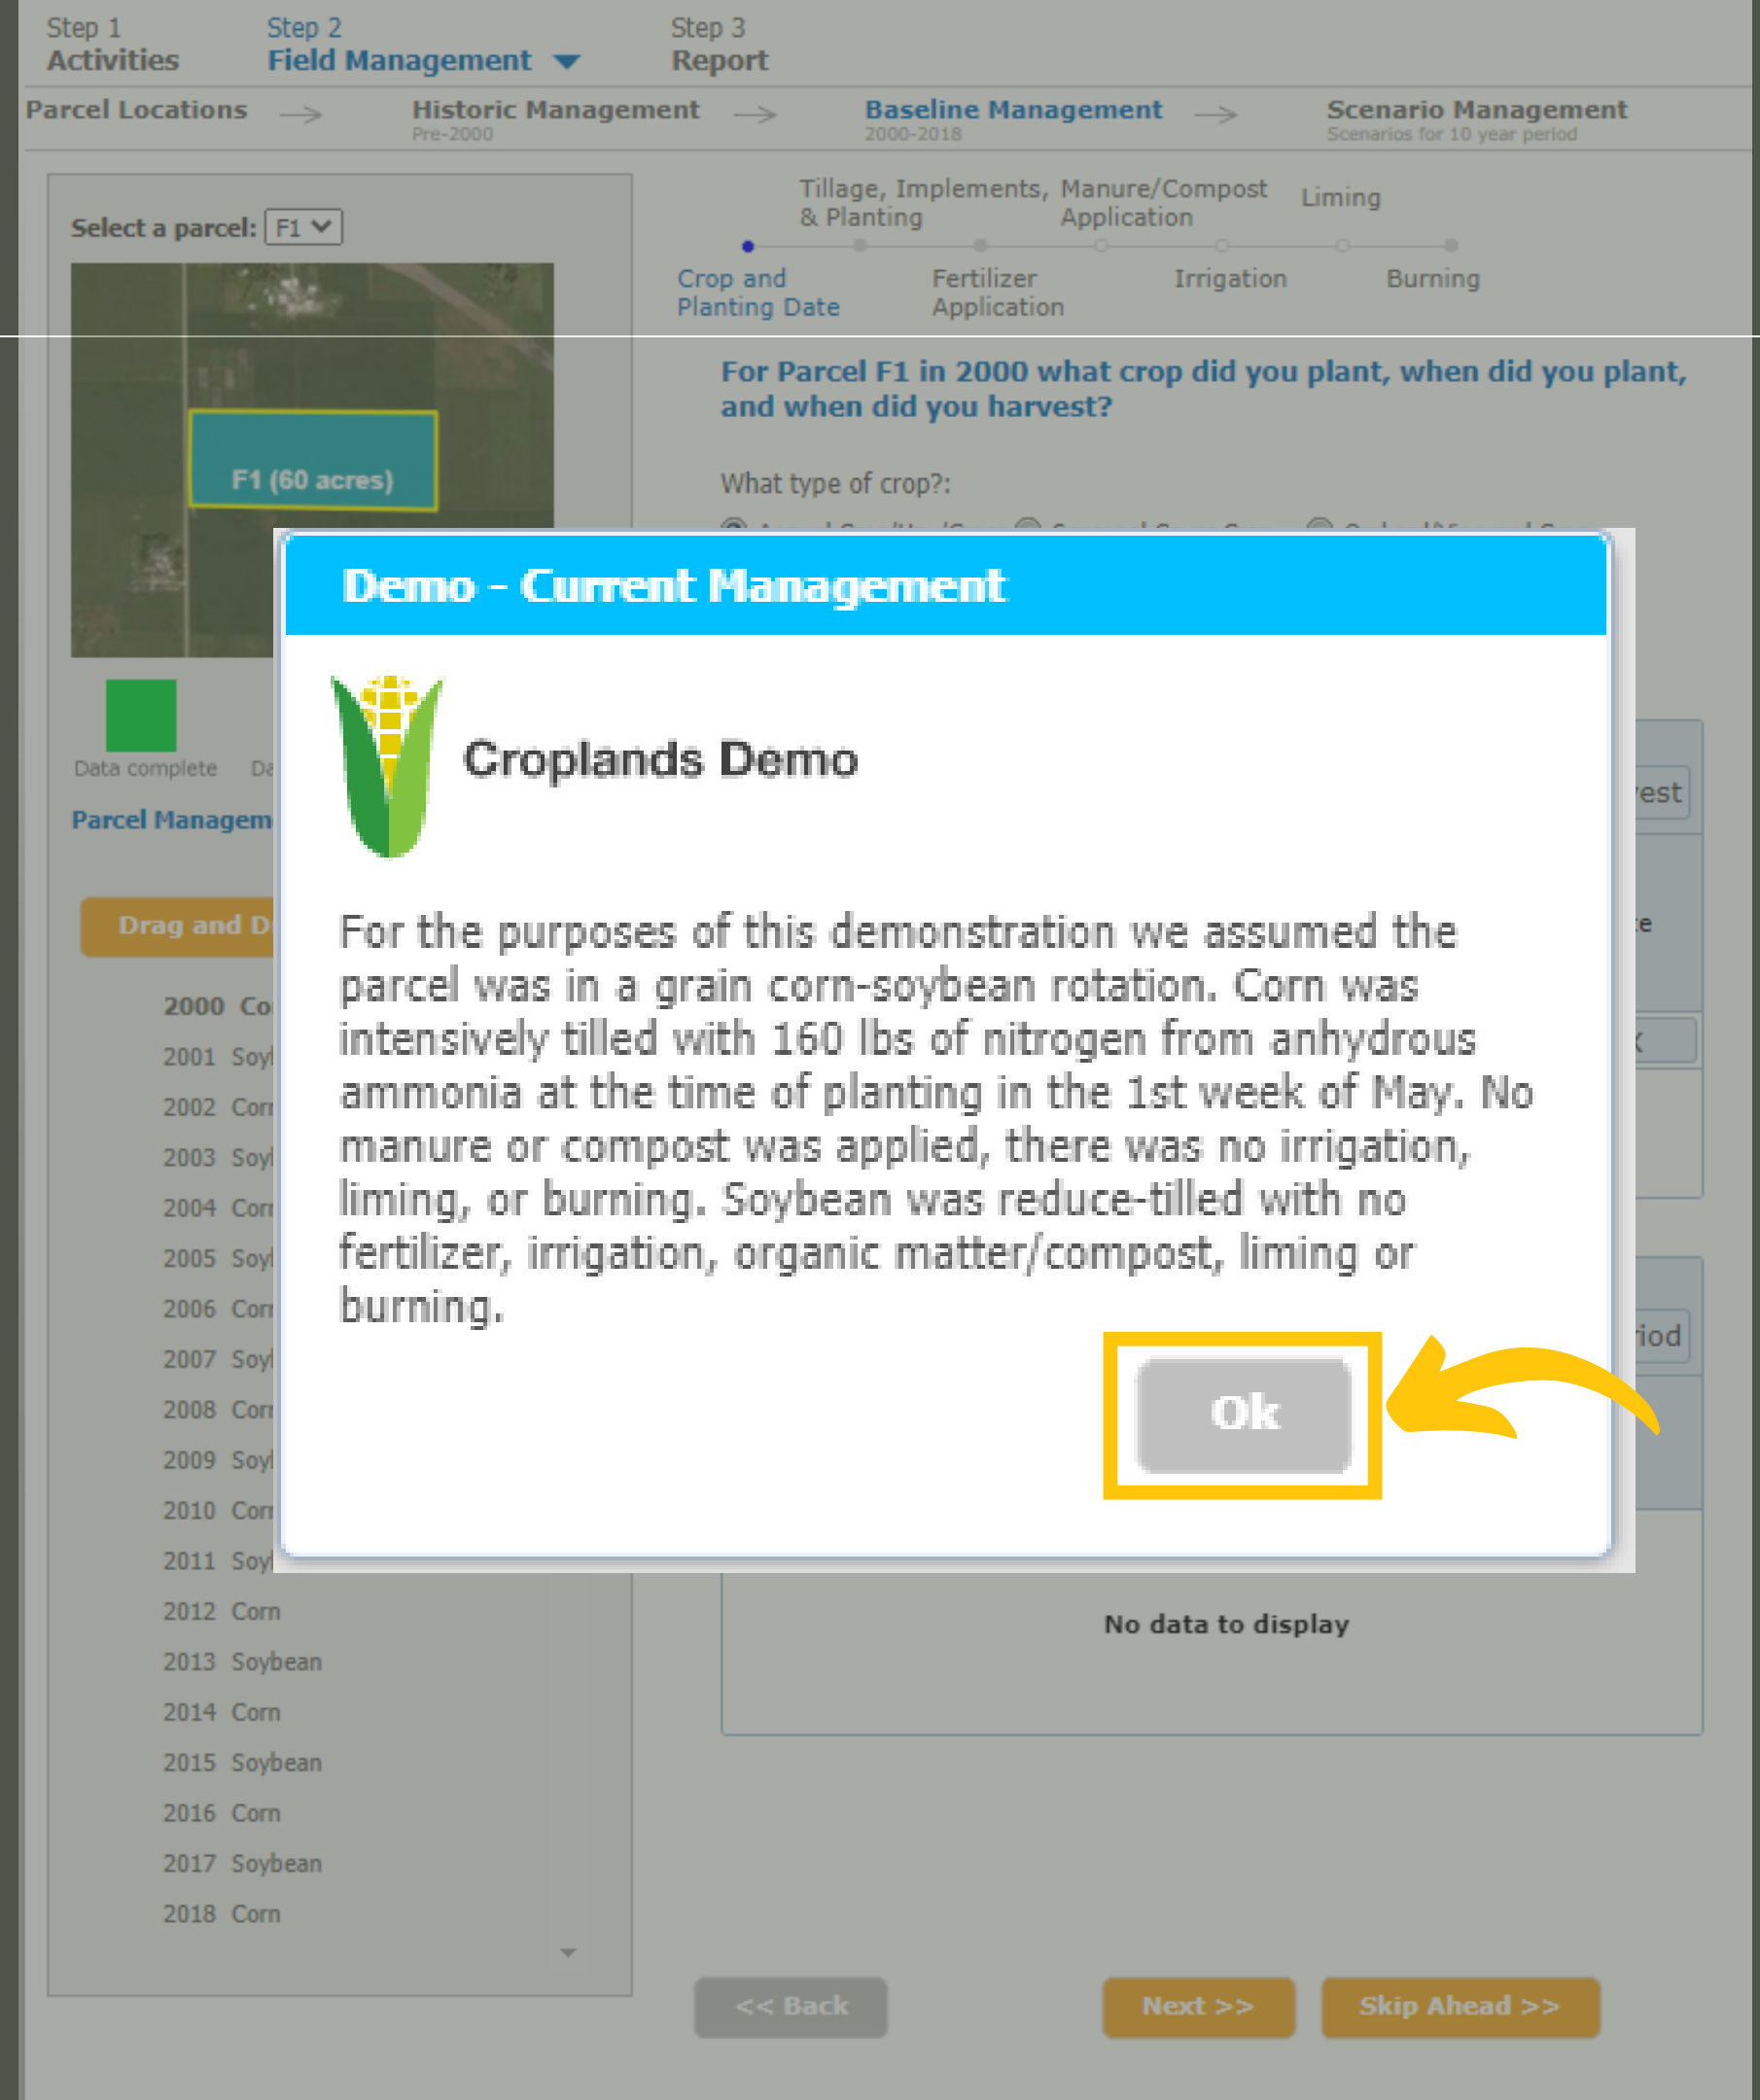 Step 1
Activities
Step 2
Field Management
Step 3
Report
Parcel Locations
Historic Management
Pre-2000
Baseline Management
2000-2018
Scenario Management
Scenarios for 10 year period
Select a parcel: F1
F1 (60 acres)
Tillage, Implements,
& Planting
Manure/Compost
Application
Liming
Crop and
Planting Date
Fertilizer
Application
Irrigation
Burning
For Parcel F1 in 2000 what crop did you plant, when did you plant,
and when did you harvest?
What type of crop?:
Demo - Current Management
Croplands Demo
For the purposes of this demonstration we assumed the
parcel was in a grain corn-soybean rotation. Corn was
intensively tilled with 160 lbs of nitrogen from anhydrous
ammonia at the time of planting in the 1st week of May. No
manure or compost was applied, there was no irrigation,
liming, or burning. Soybean was reduce-tilled with no
fertilizer, irrigation, organic matter/compost, liming or
burning.
Ok
Data complete
Parcel
Drag and
2000
2001
2002
2003
2004
2005
2006
2007
2008
2009
2010
2011
2012 Corn
2013 Soybean
2014 Corn
2015 Soybean
2016 Corn
2017 Soybean
2018 Corn
No data to display
<< Back
Next >>
Skip Ahead >>